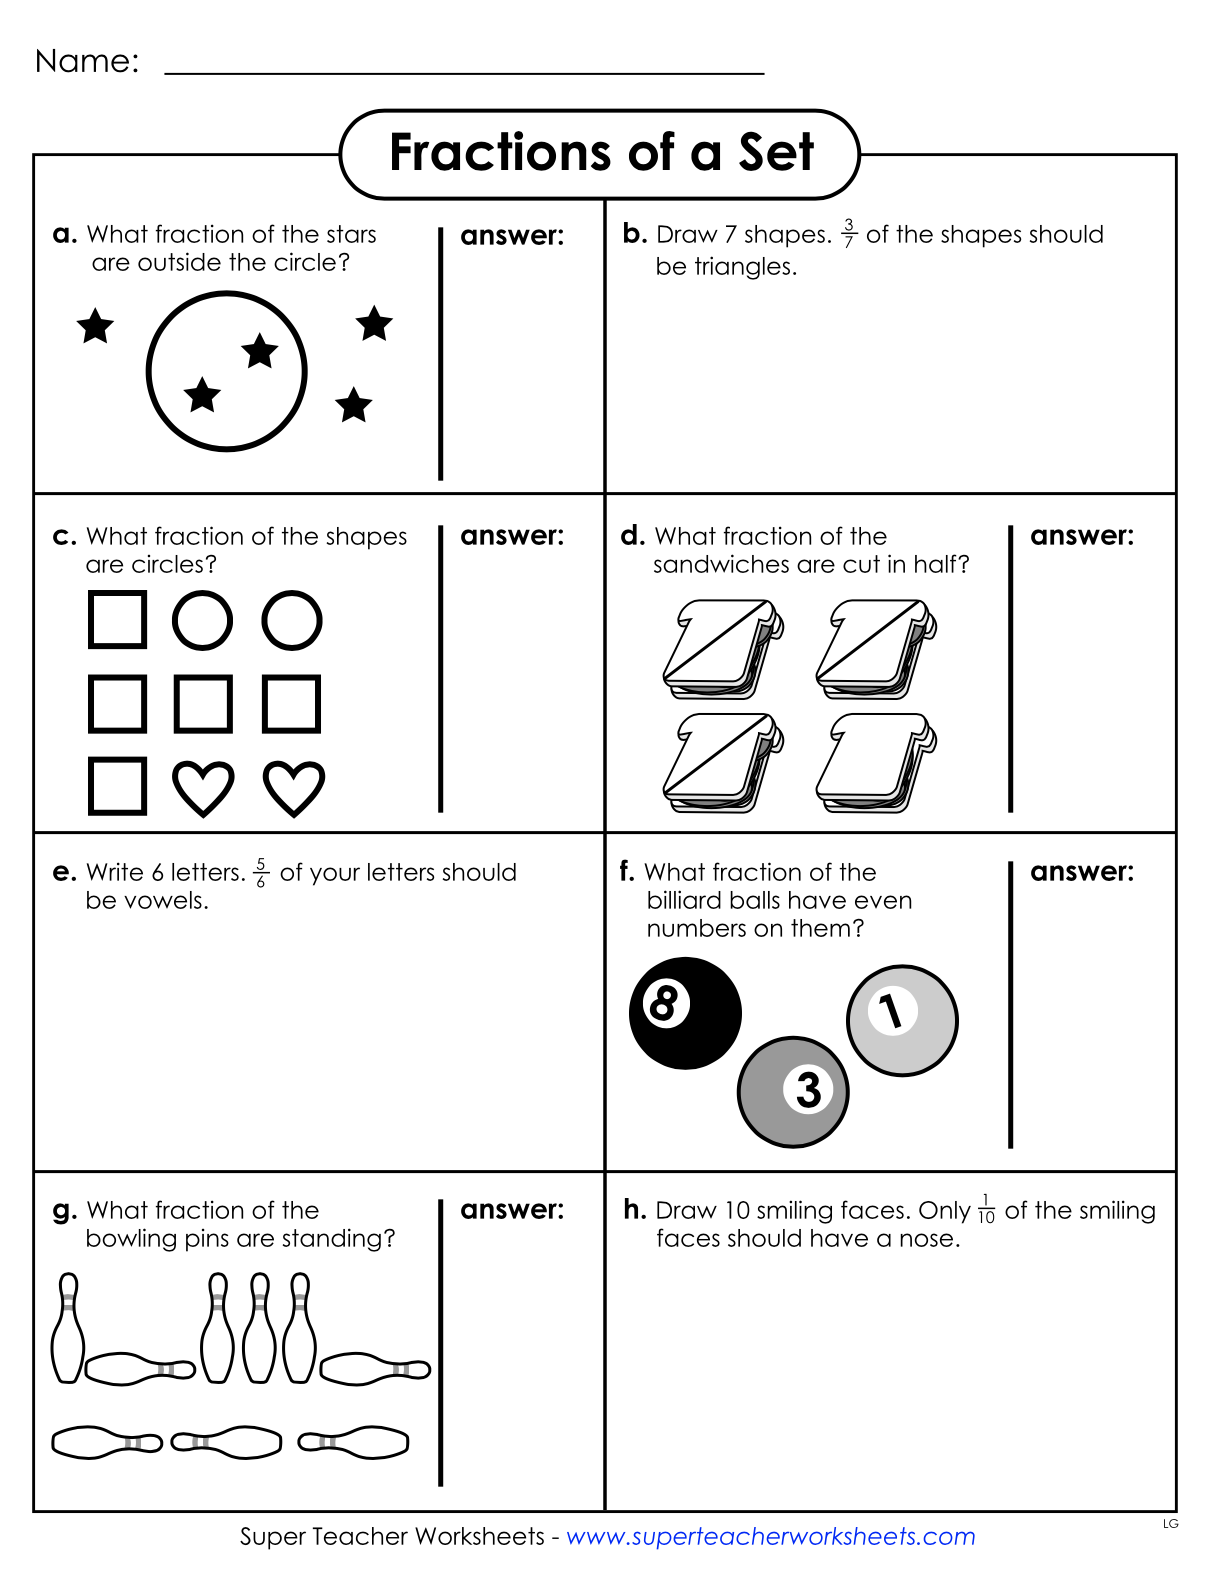 Name:
Fractions of a Set
a. What fraction of the stars
are outside the circle?
answer:
b. Draw 7 shapes. 3/7 of the shapes should
be triangles.
c. What fraction of the shapes
are circles?
answer:
d. What fraction of the
sandwiches are cut in half?
answer:
e. Write 6 letters. 5/6 of your letters should
be vowels.
f. What fraction of the
billiard balls have even
numbers on them?
answer:
8
1
3
g. What fraction of the
bowling pins are standing?
answer:
h. Draw 10 smiling faces. Only 1/10 of the smiling
faces should have a nose.
LG
Super Teacher Worksheets - www.superteacherworksheets.com